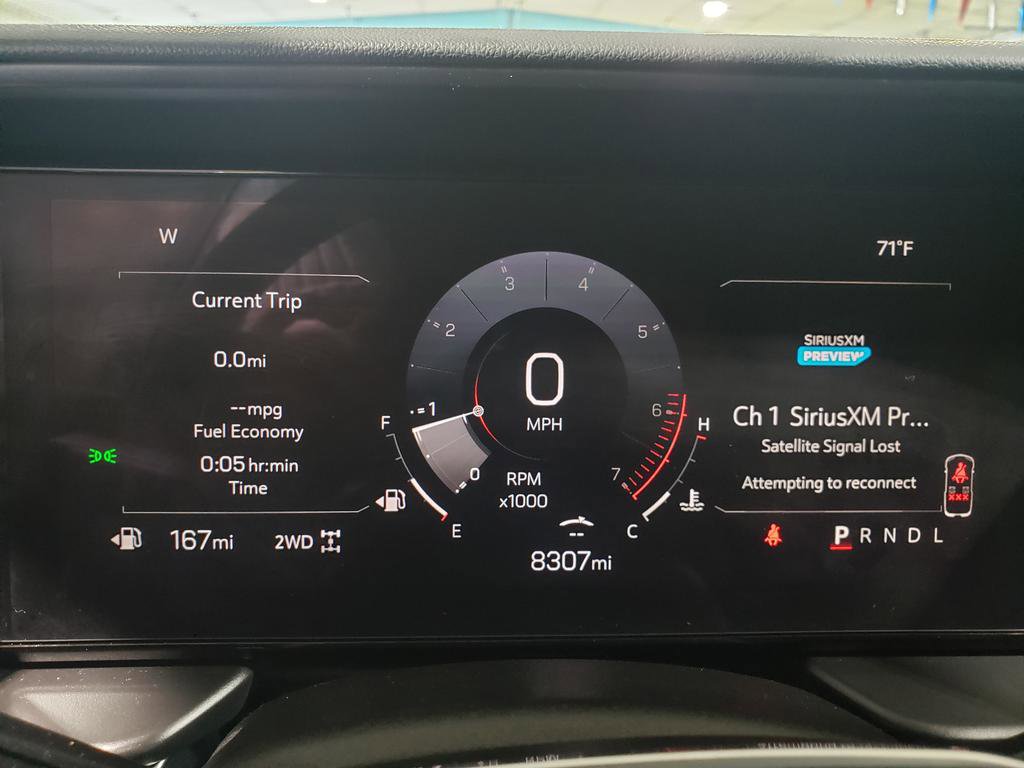 W
71°F
Current Trip
0.0mi
--mpg
Fuel Economy
0:05 hr:min
Time
167mi
2WD
F
E
0
1
2
3
4
5
6
7
0
MPH
RPM
x1000
H
C
--
8307mi
SIRIUSXM
PREVIEW
Ch 1 SiriusXM Pr...
Satellite Signal Lost
Attempting to reconnect
P R N D L